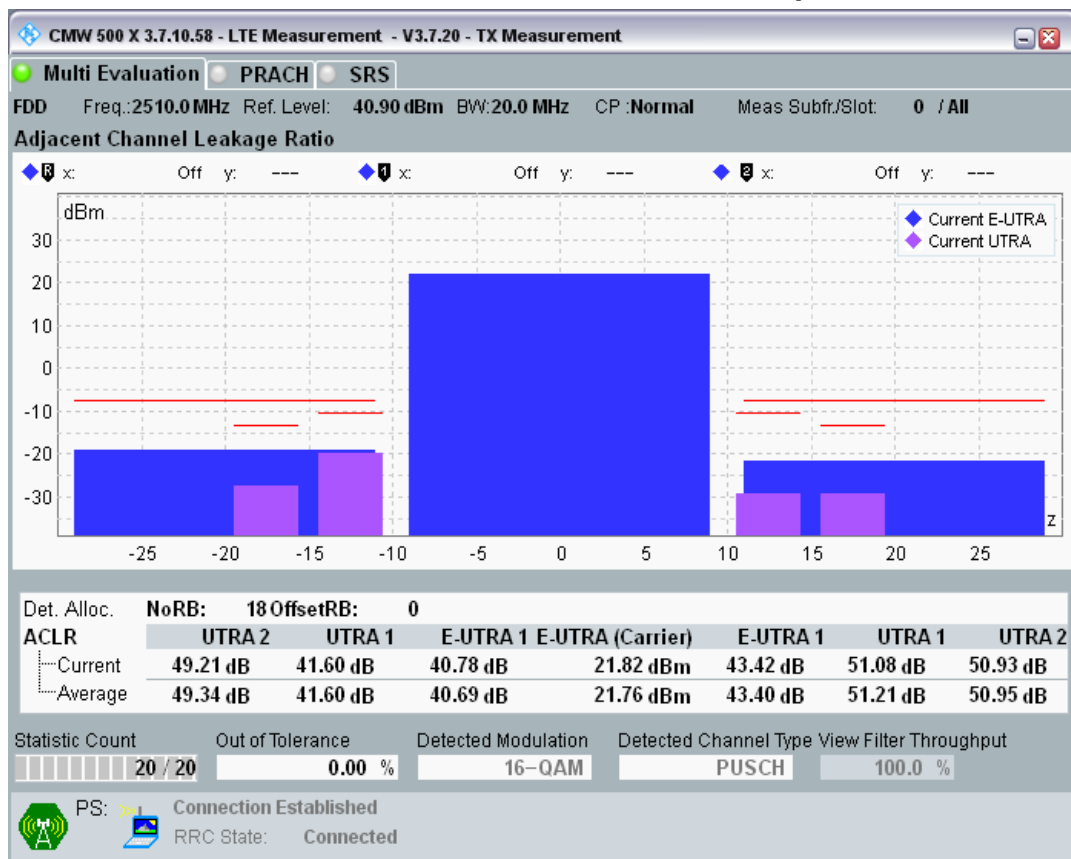 CMW 500 X 3.7.10.58 - LTE Measurement - V3.7.20 - TX Measurement
Multi Evaluation PRACH SRS
FDD Freq.:2510.0 MHz Ref. Level: 40.90 dBm BW:20.0 MHz CP :Normal Meas Subfr./Slot: 0 / All
Adjacent Channel Leakage Ratio
R x: Off y: --- 1 x: Off y: --- 2 x: Off y: ---
dBm
Current E-UTRA
Current UTRA
30
20
10
0
-10
-20
-30
z
-25 -20 -15 -10 -5 0 5 10 15 20 25
Det. Alloc. NoRB: 18 OffsetRB: 0
ACLR UTRA 2 UTRA 1 E-UTRA 1 E-UTRA (Carrier) E-UTRA 1 UTRA 1 UTRA 2
Current 49.21 dB 41.60 dB 40.78 dB 21.82 dBm 43.42 dB 51.08 dB 50.93 dB
Average 49.34 dB 41.60 dB 40.69 dB 21.76 dBm 43.40 dB 51.21 dB 50.95 dB
Statistic Count Out of Tolerance Detected Modulation Detected Channel Type View Filter Throughput
20 / 20 0.00 % 16-QAM PUSCH 100.0 %
PS: Connection Established
RRC State: Connected